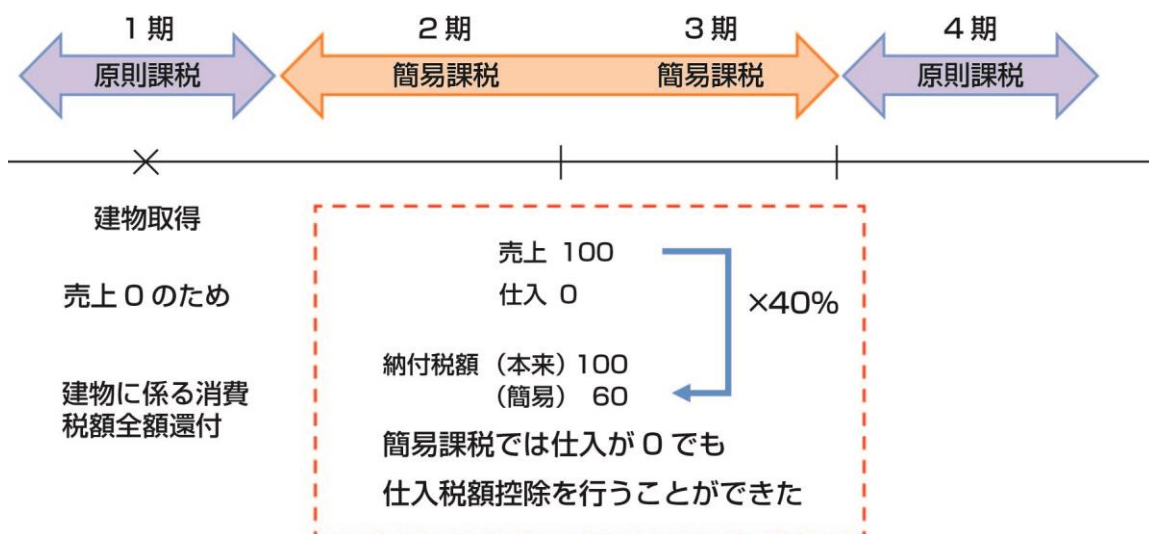 1期
2期
3期
4期
原則課税
簡易課税
簡易課税
原則課税
建物取得
売上0のため
建物に係る消費
税額全額還付
売上 100
仕入 0
×40%
納付税額 (本来) 100
(簡易) 60
簡易課税では仕入が0でも
仕入税額控除を行うことができた